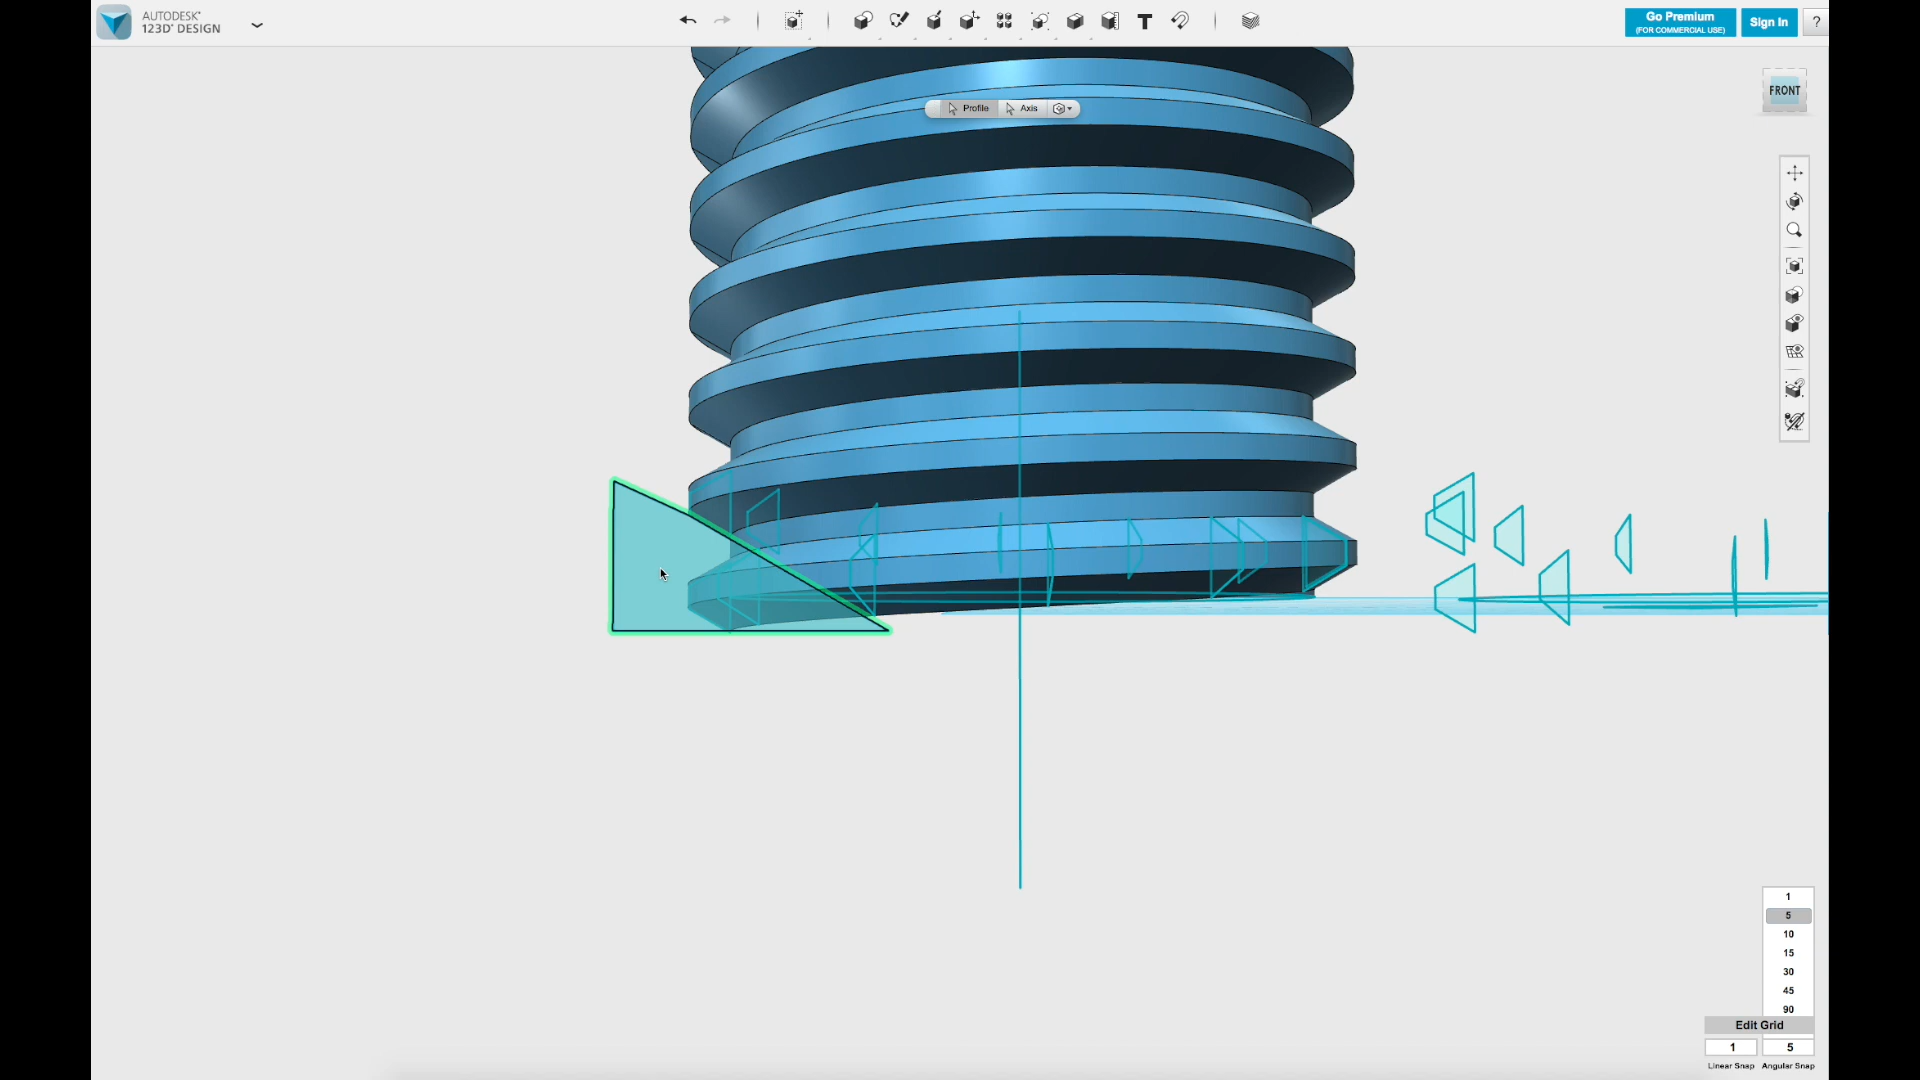 AUTODESK®
123D® DESIGN
Go Premium
(FOR COMMERCIAL USE)
Sign In
?
FRONT
Profile
Axis
1
5
10
15
30
45
90
Edit Grid
1
5
Linear Snap
Angular Snap